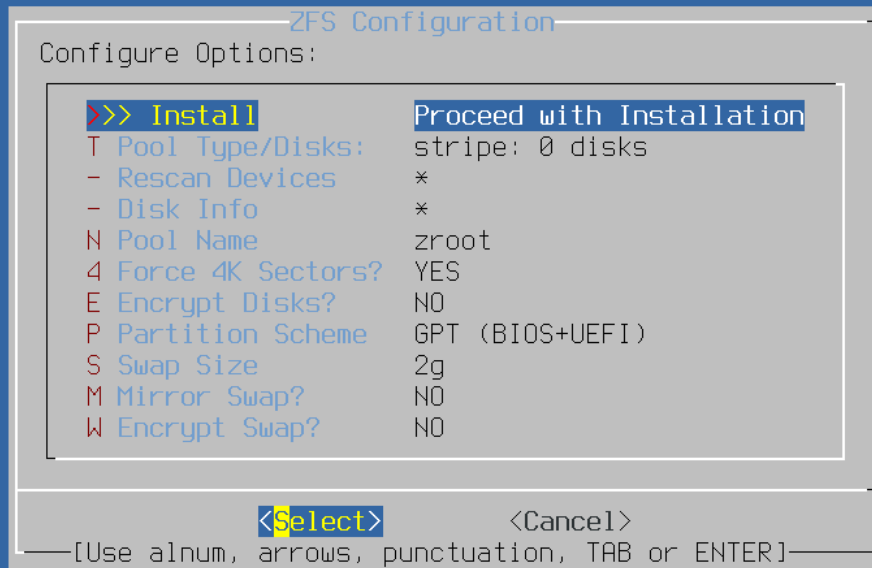 ZFS Configuration
Configure Options:
>>> Install Proceed with Installation
T Pool Type/Disks: stripe: 0 disks
- Rescan Devices *
- Disk Info *
N Pool Name zroot
4 Force 4K Sectors? YES
E Encrypt Disks? NO
P Partition Scheme GPT (BIOS+UEFI)
S Swap Size 2g
M Mirror Swap? NO
W Encrypt Swap? NO
<Select> <Cancel>
[Use alnum, arrows, punctuation, TAB or ENTER]